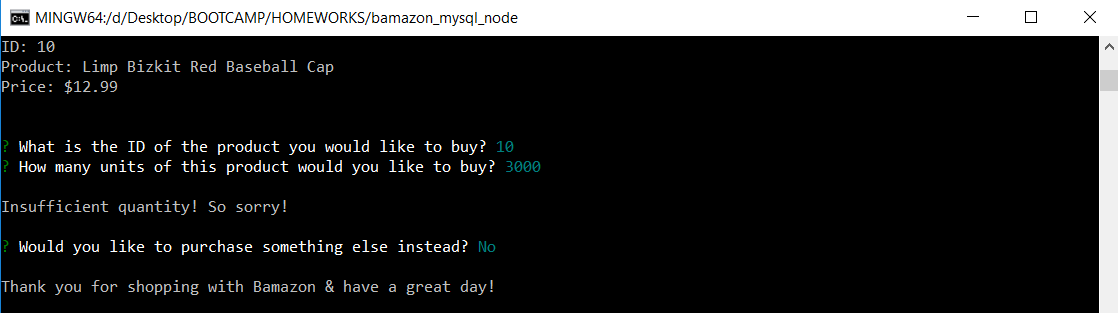 MINGW64:/d/Desktop/BOOTCAMP/HOMEWORKS/bamazon_mysql_node
ID: 10
Product: Limp Bizkit Red Baseball Cap
Price: $12.99
? What is the ID of the product you would like to buy? 10
? How many units of this product would you like to buy? 3000
Insufficient quantity! So sorry!
? Would you like to purchase something else instead? No
Thank you for shopping with Bamazon & have a great day!